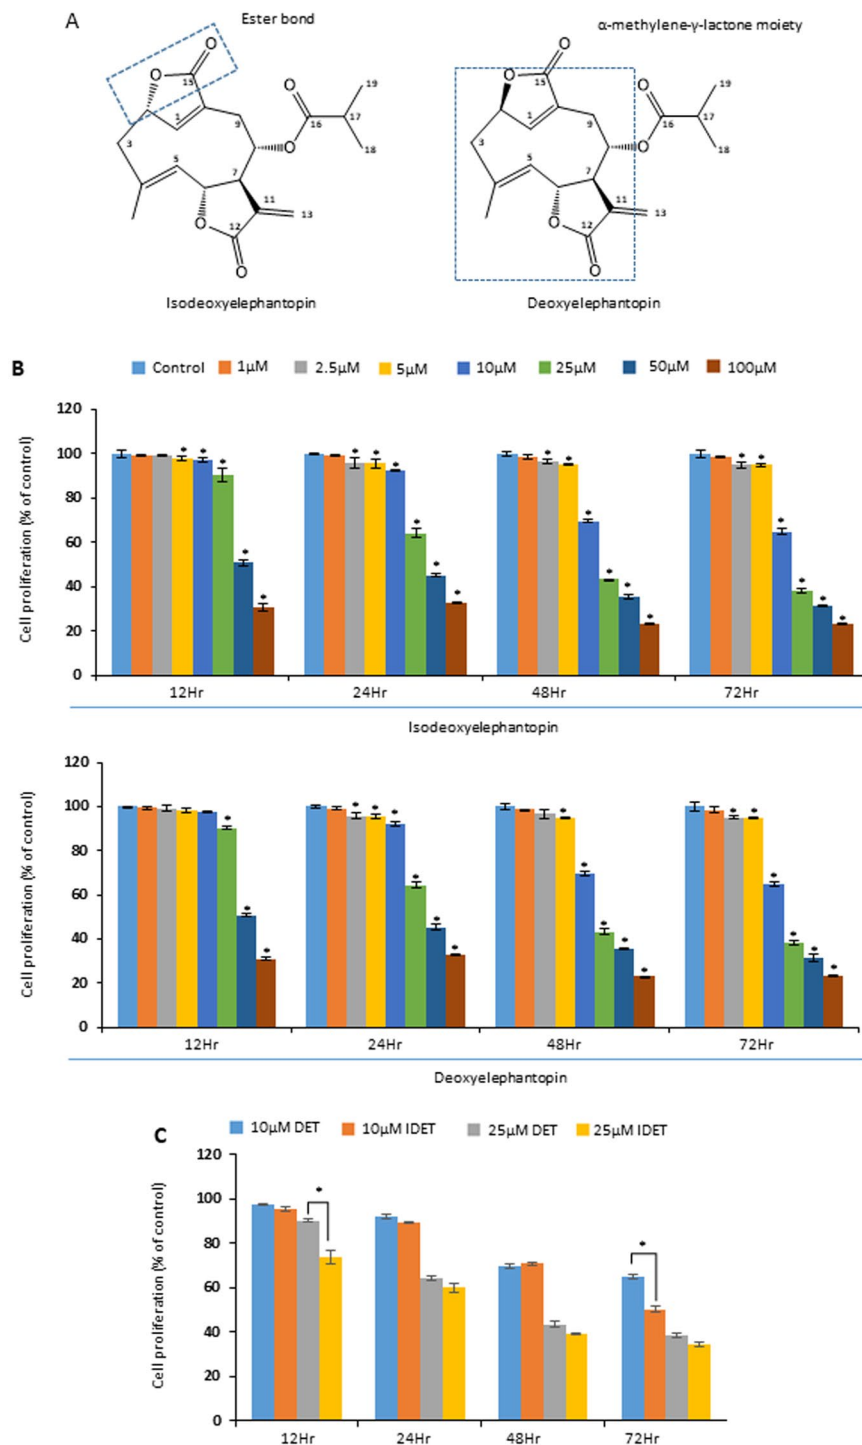 A
Ester bond
α-methylene-γ-lactone moiety
O
O
15
1
3
5
9
7
O
O
16
17
18
19
11
12
13
O
O
Isodeoxyelephantopin
O
O
15
1
3
5
9
7
O
O
16
17
18
19
11
12
13
O
O
Deoxyelephantopin
B
Control 1µM 2.5µM 5µM 10µM 25µM 50µM 100µM
Cell proliferation (% of control)
120
100
80
60
40
20
0
* * * * *
* * * * * *
* * * * * *
* * * * * *
12Hr 24Hr 48Hr 72Hr
Isodeoxyelephantopin
Cell proliferation (% of control)
120
100
80
60
40
20
0
* * *
* * * * * *
* * * * *
* * * * * *
12Hr 24Hr 48Hr 72Hr
Deoxyelephantopin
C
10µM DET 10µM IDET 25µM DET 25µM IDET
Cell proliferation (% of control)
120
100
80
60
40
20
0
*
*
12Hr 24Hr 48Hr 72Hr